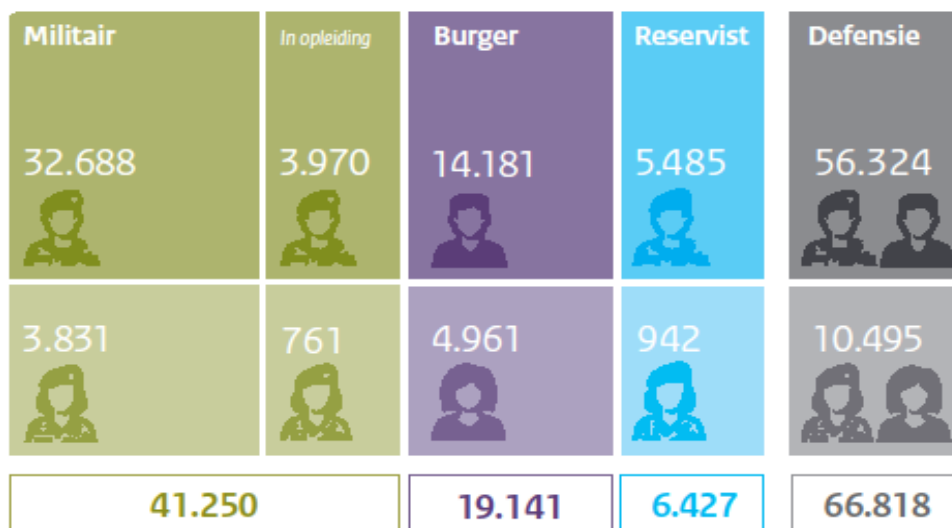 Militair In opleiding Burger Reservist Defensie
32.688 3.970 14.181 5.485 56.324
3.831 761 4.961 942 10.495
41.250 19.141 6.427 66.818